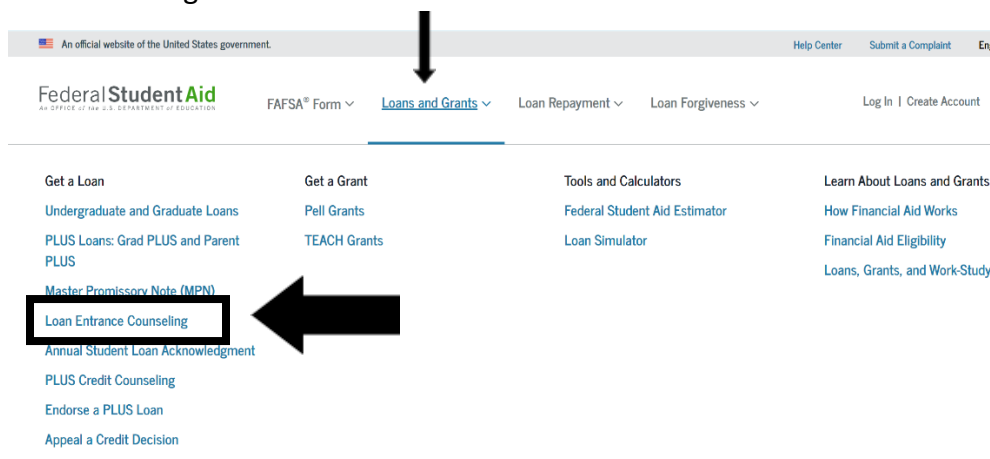 An official website of the United States government.
Help Center Submit a Complaint
Federal Student Aid
An OFFICE of the U.S. DEPARTMENT of EDUCATION
FAFSA® Form Loans and Grants Loan Repayment Loan Forgiveness Log In | Create Account
Get a Loan
Undergraduate and Graduate Loans
PLUS Loans: Grad PLUS and Parent
PLUS
Master Promissory Note (MPN)
Loan Entrance Counseling
Annual Student Loan Acknowledgment
PLUS Credit Counseling
Endorse a PLUS Loan
Appeal a Credit Decision
Get a Grant
Pell Grants
TEACH Grants
Tools and Calculators
Federal Student Aid Estimator
Loan Simulator
Learn About Loans and Grants
How Financial Aid Works
Financial Aid Eligibility
Loans, Grants, and Work-Study